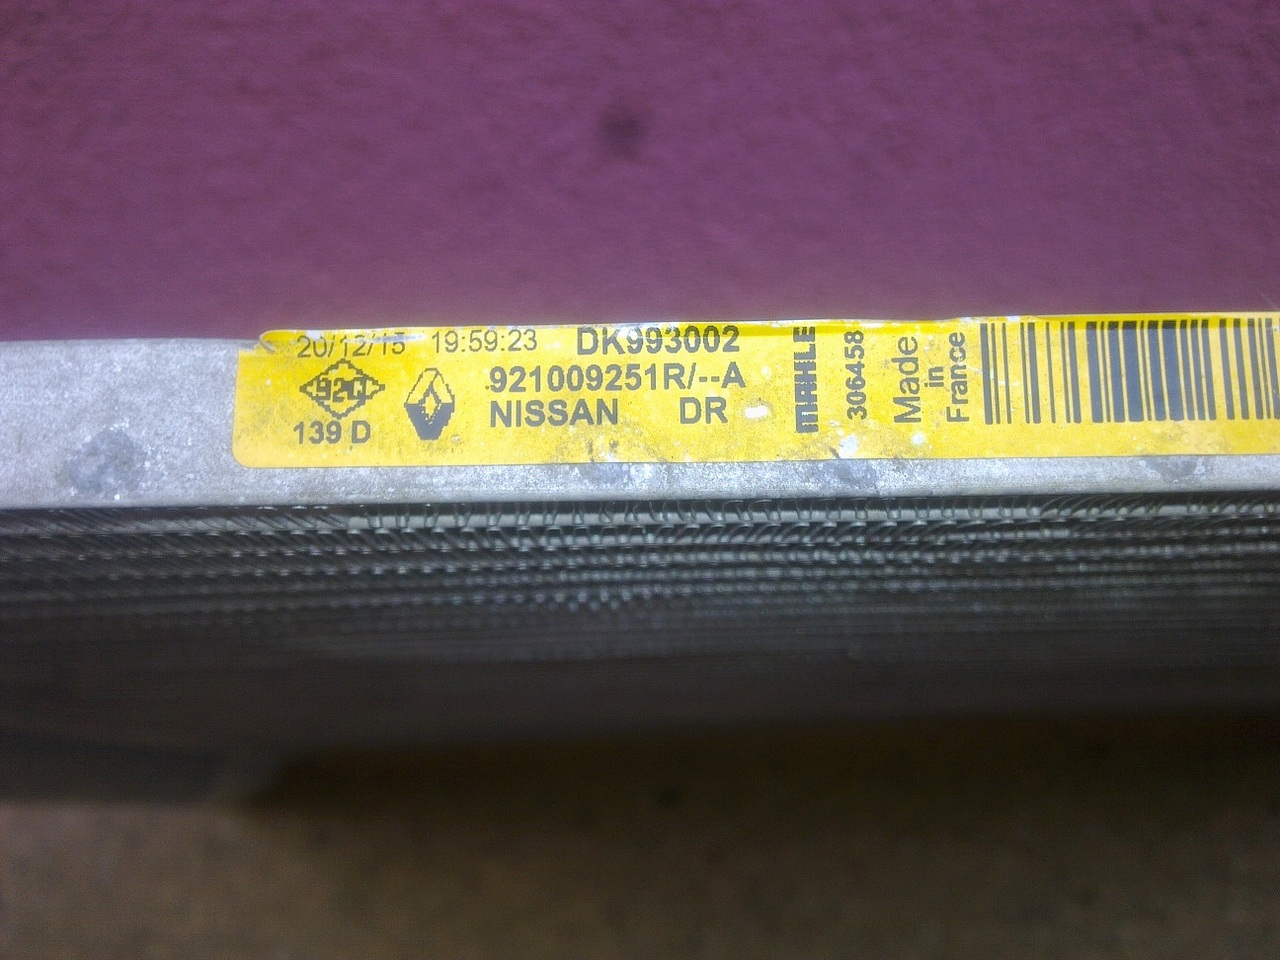 20/12/15 19:59:23 DK993002
921009251R/--A
139 D NISSAN DR
MAHLE
306458
Made
in
France